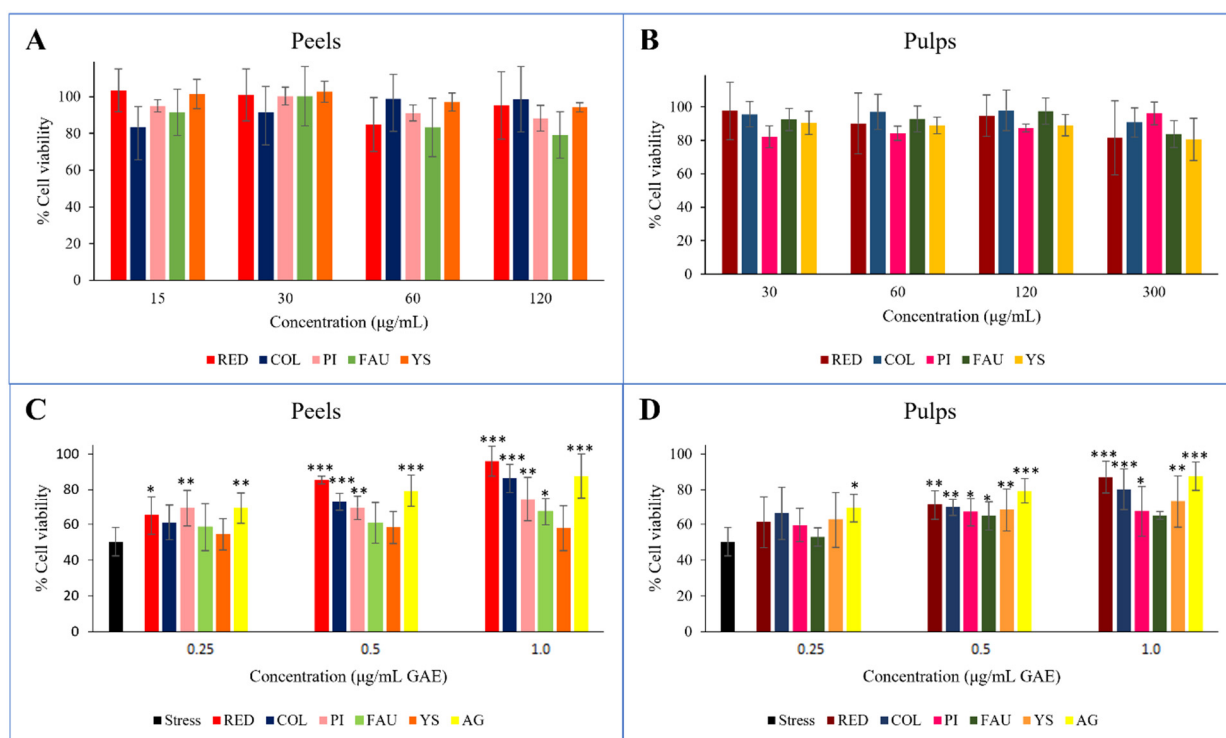 A
Peels
% Cell viability
100
80
60
40
20
0
15 30 60 120
Concentration (μg/mL)
RED COL PI FAU YS
B
Pulps
% Cell viability
100
80
60
40
20
0
30 60 120 300
Concentration (μg/mL)
RED COL PI FAU YS
C
Peels
% Cell viability
100
80
60
40
20
0
* ** **
*** *** ** ***
*** *** ** * ***
0.25 0.5 1.0
Concentration (μg/mL GAE)
Stress RED COL PI FAU YS AG
D
Pulps
% Cell viability
100
80
60
40
20
0
*
** ** * * ** ***
*** *** * ** ***
0.25 0.5 1.0
Concentration (μg/mL GAE)
Stress RED COL PI FAU YS AG